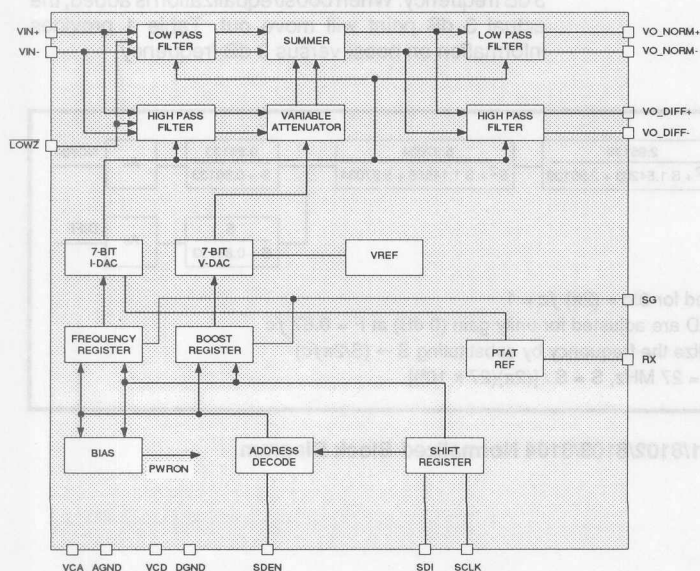 VIN+
LOW PASS
FILTER
SUMMER
LOW PASS
FILTER
VO_NORM+
VIN-
VO_NORM-
HIGH PASS
FILTER
VARIABLE
ATTENUATOR
HIGH PASS
FILTER
VO_DIFF+
VO_DIFF-
LOWZ
7-BIT
I-DAC
7-BIT
V-DAC
VREF
SG
FREQUENCY
REGISTER
BOOST
REGISTER
PTAT
REF
RX
BIAS
PWRON
ADDRESS
DECODE
SHIFT
REGISTER
VCA
AGND
VCD
DGND
SDEN
SDI
SCLK